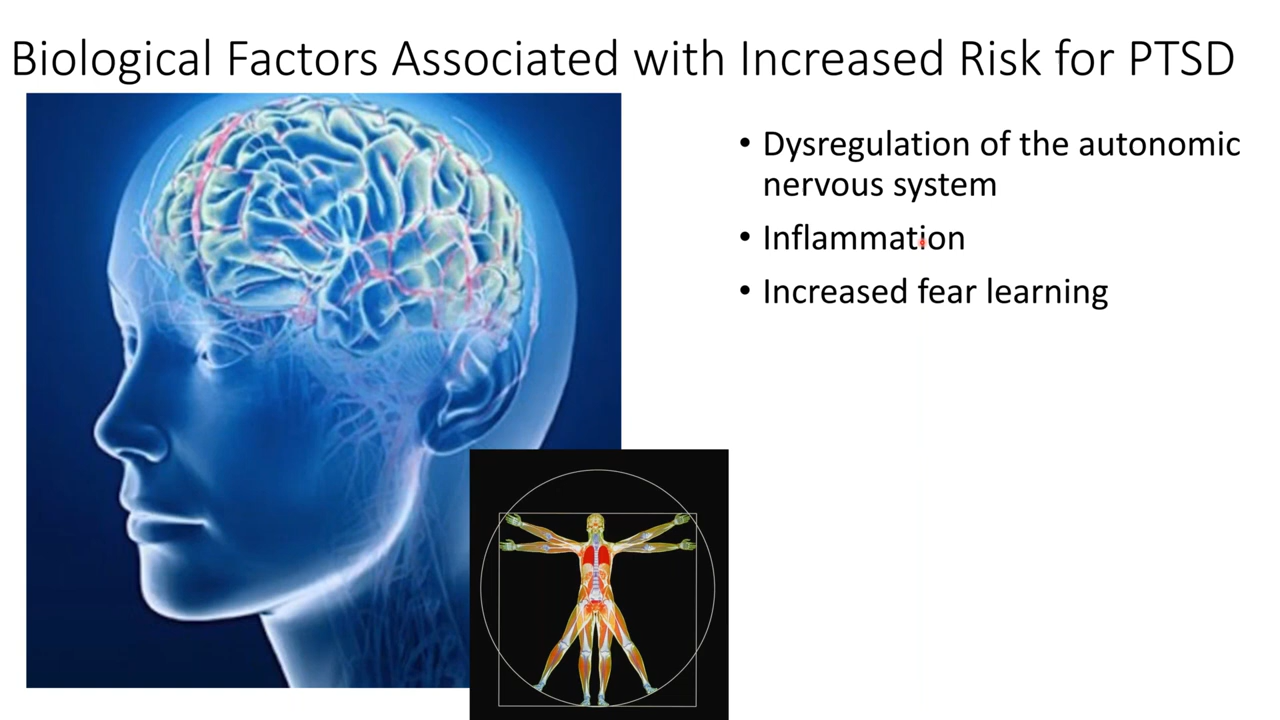 Biological Factors Associated with Increased Risk for PTSD
• Dysregulation of the autonomic
nervous system
• Inflammation
• Increased fear learning